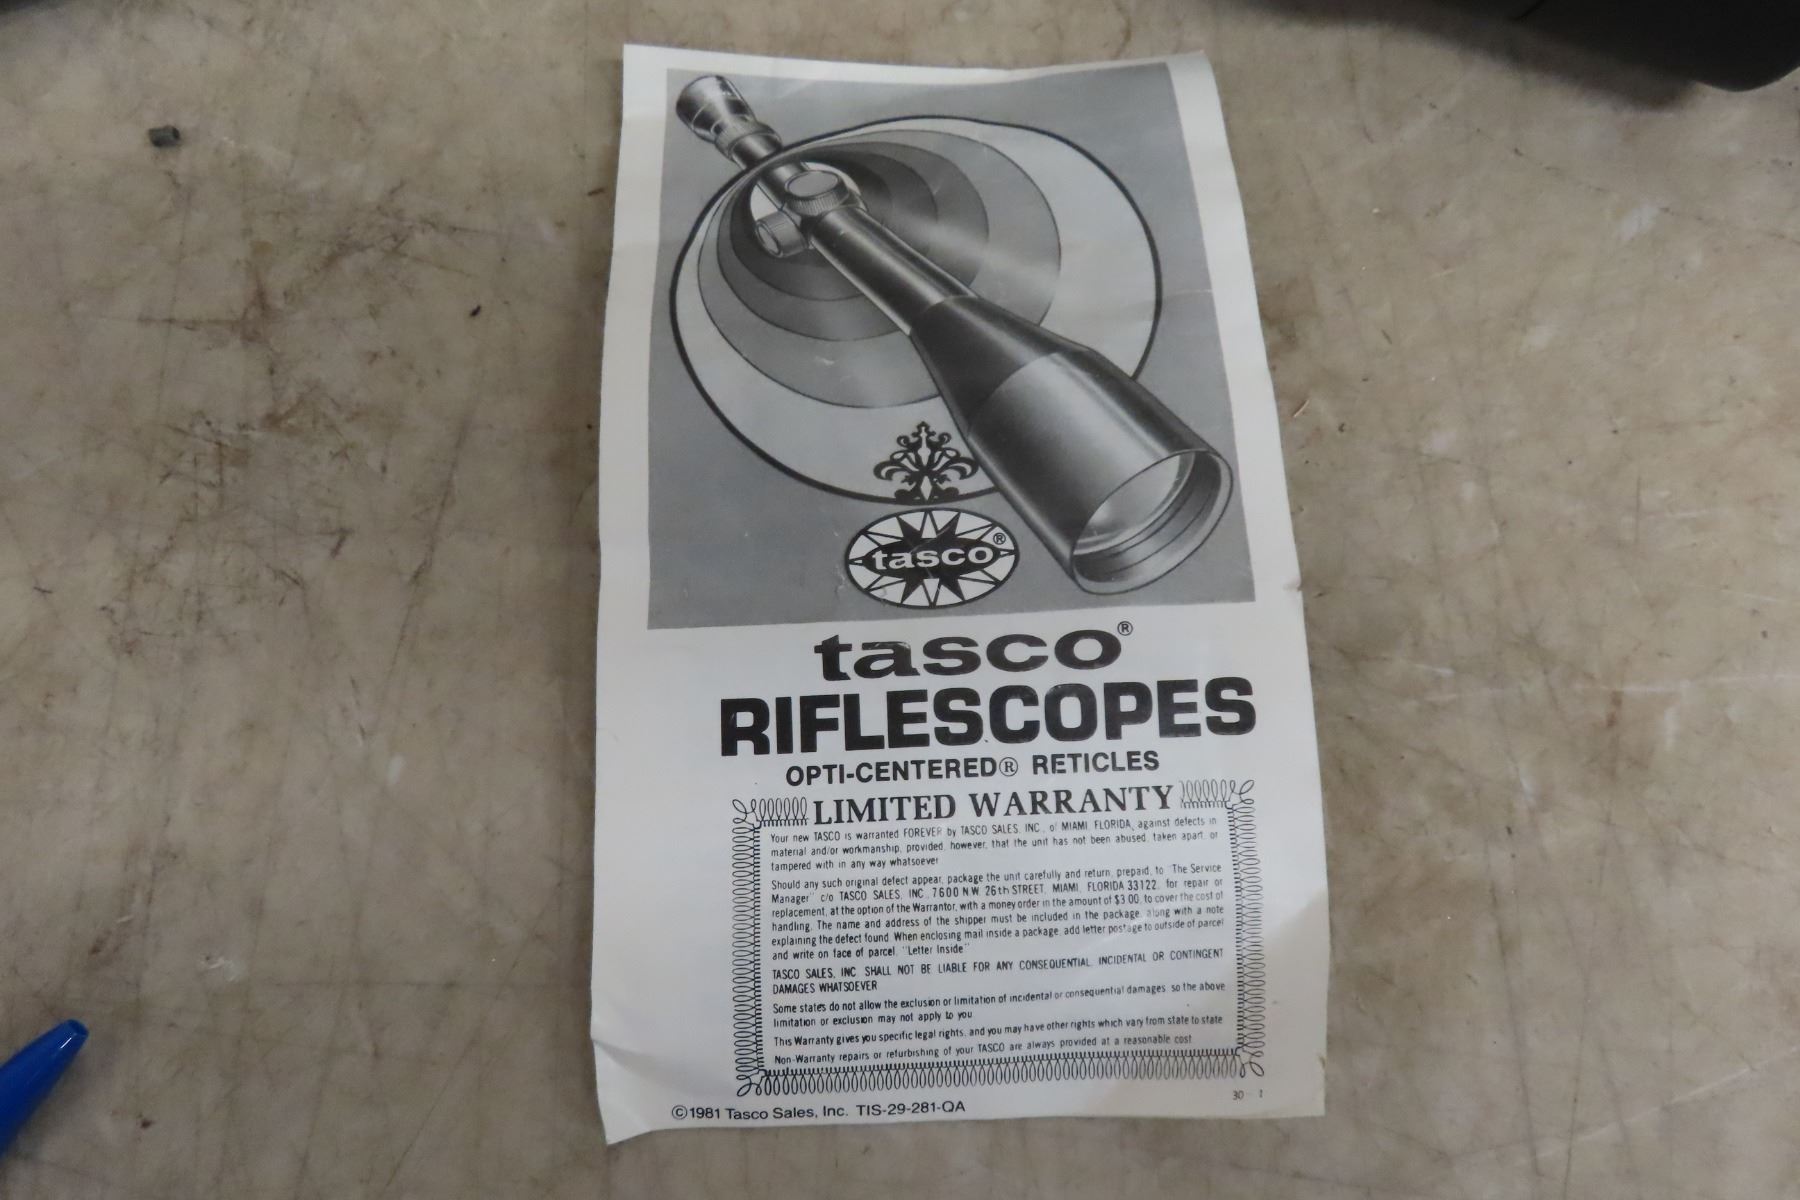 tasco®
tasco®
RIFLESCOPES
OPTI-CENTERED® RETICLES
LIMITED WARRANTY
Your new TASCO is warranted FOREVER by TASCO SALES, INC., of MIAMI, FLORIDA, against defects in
material and/or workmanship, provided, however, that the unit has not been abused, taken apart, or
tampered with in any way whatsoever
Should any such original defect appear, package the unit carefully and return, prepaid, to "The Service
Manager" c/o TASCO SALES, INC., 7600 N.W. 26th STREET, MIAMI, FLORIDA 33122, for repair or
replacement, at the option of the Warrantor, with a money order in the amount of $3.00, to cover the cost of
handling. The name and address of the shipper must be included in the package, along with a note
explaining the defect found. When enclosing mail inside a package, add letter postage to outside of parcel
and write on face of parcel, "Letter Inside"
TASCO SALES, INC. SHALL NOT BE LIABLE FOR ANY CONSEQUENTIAL, INCIDENTAL OR CONTINGENT
DAMAGES WHATSOEVER
Some states do not allow the exclusion or limitation of incidental or consequential damages, so the above
limitation or exclusion may not apply to you
This Warranty gives you specific legal rights, and you may have other rights which vary from state to state
Non-Warranty repairs or refurbishing of your TASCO are always provided at a reasonable cost
©1981 Tasco Sales, Inc. TIS-29-281-QA
30 - 1